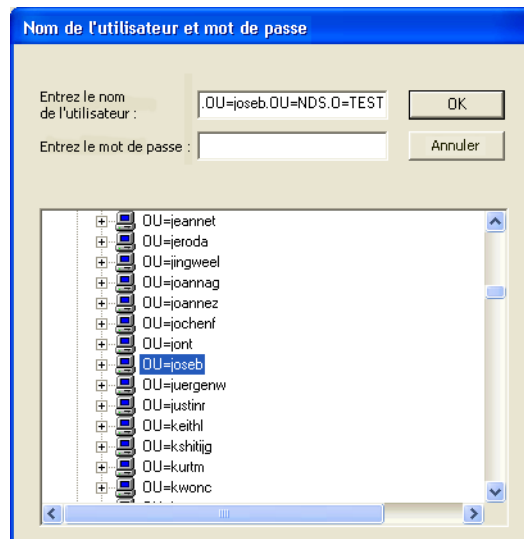 Nom de l'utilisateur et mot de passe
Entrez le nom
de l'utilisateur :
.OU=joseb.OU=NDS.O=TEST
OK
Entrez le mot de passe :
Annuler
OU=jeannet
OU=jeroda
OU=jingweel
OU=joannag
OU=joannez
OU=jochenf
OU=jont
OU=joseb
OU=juergenw
OU=justinr
OU=keithl
OU=kshitijg
OU=kurtm
OU=kwonc